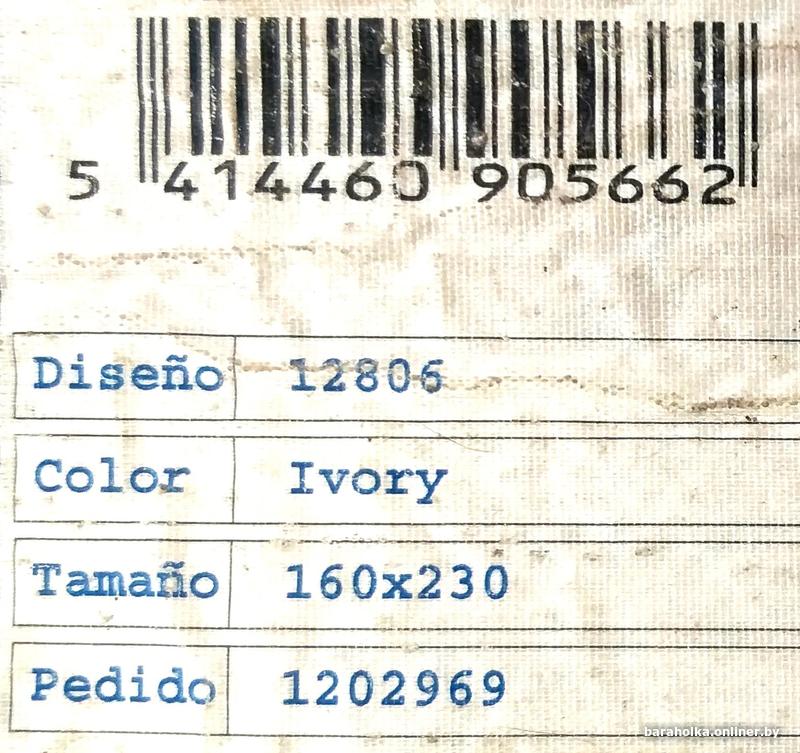 5 414460 905662
Diseño 12806
Color Ivory
Tamaño 160x230
Pedido 1202969
baraholka.onliner.by